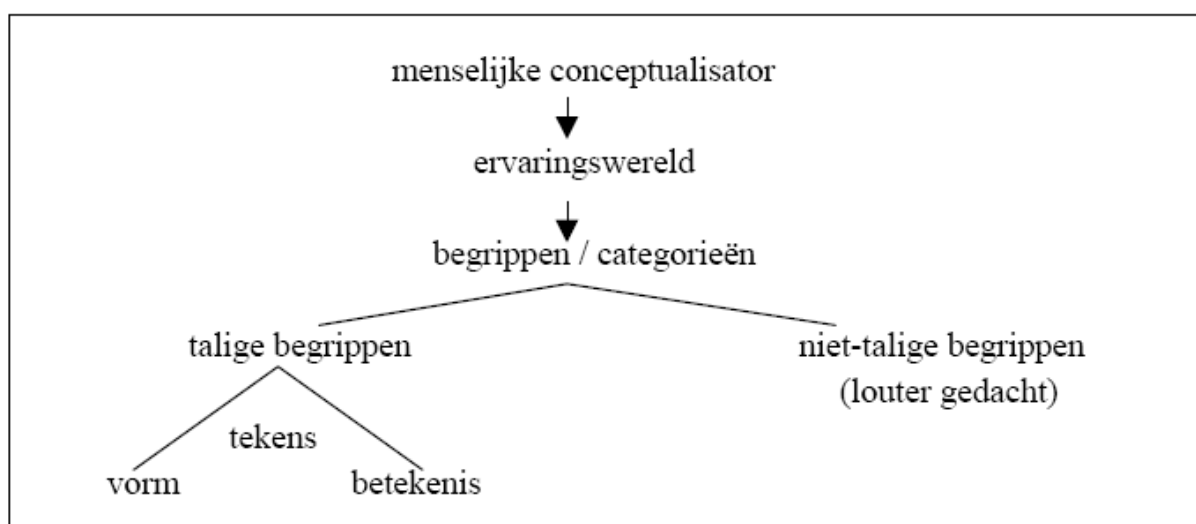 menselijke conceptualisator
ervaringswereld
begrippen / categorieën
talige begrippen
niet-talige begrippen
(louter gedacht)
tekens
vorm
betekenis